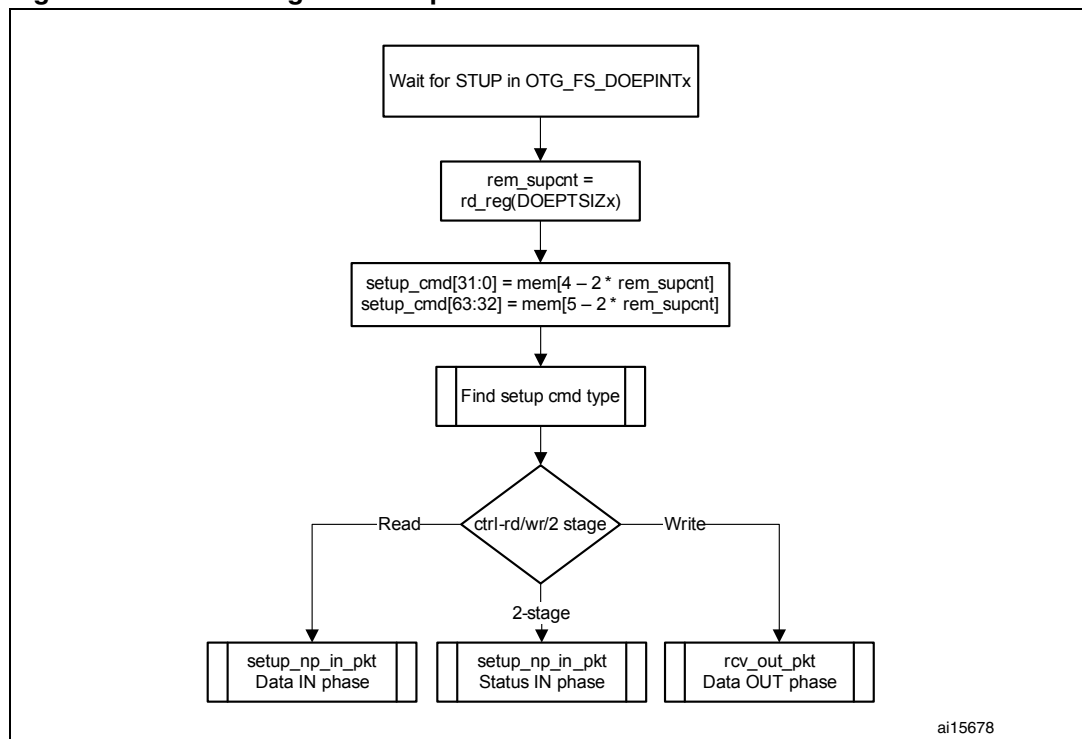 Wait for STUP in OTG_FS_DOEPINTx
rem_supcnt =
rd_reg(DOEPTSIZx)
setup_cmd[31:0] = mem[4 – 2 * rem_supcnt]
setup_cmd[63:32] = mem[5 – 2 * rem_supcnt]
Find setup cmd type
Read
ctrl-rd/wr/2 stage
Write
2-stage
setup_np_in_pkt
Data IN phase
setup_np_in_pkt
Status IN phase
rcv_out_pkt
Data OUT phase
ai15678